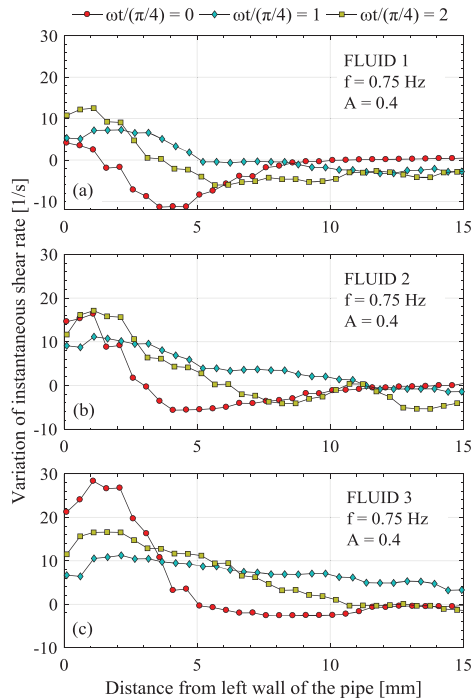 ωt/(π/4) = 0 ωt/(π/4) = 1 ωt/(π/4) = 2
Variation of instantaneous shear rate [1/s]
30
20
10
0
-10
FLUID 1
f = 0.75 Hz
A = 0.4
(a)
0 5 10 15
30
20
10
0
-10
FLUID 2
f = 0.75 Hz
A = 0.4
(b)
0 5 10 15
30
20
10
0
-10
FLUID 3
f = 0.75 Hz
A = 0.4
(c)
0 5 10 15
Distance from left wall of the pipe [mm]